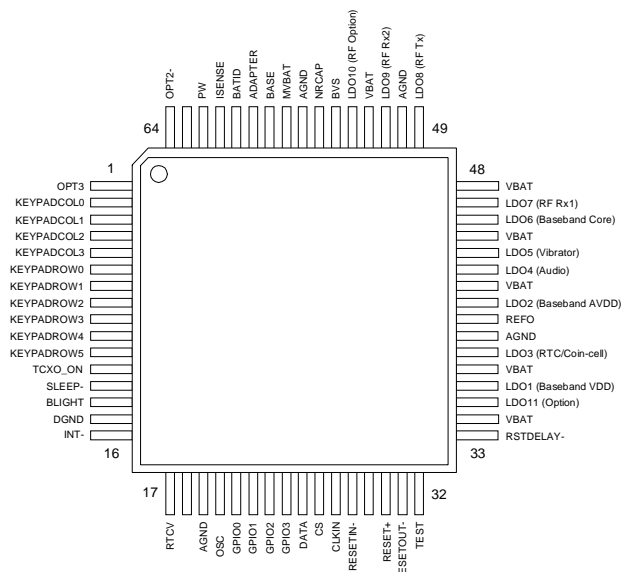 OPT2-
PW
ISENSE
BATID
ADAPTER
BASE
MVBAT
AGND
NRCAP
BVS
LDO10 (RF Option)
VBAT
LDO9 (RF Rx2)
AGND
LDO8 (RF Tx)
64
49
1
48
OPT3
KEYPADCOL0
KEYPADCOL1
KEYPADCOL2
KEYPADCOL3
KEYPADROW0
KEYPADROW1
KEYPADROW2
KEYPADROW3
KEYPADROW4
KEYPADROW5
TCXO_ON
SLEEP-
BLIGHT
DGND
INT-
VBAT
LDO7 (RF Rx1)
LDO6 (Baseband Core)
VBAT
LDO5 (Vibrator)
LDO4 (Audio)
VBAT
LDO2 (Baseband AVDD)
REFO
AGND
LDO3 (RTC/Coin-cell)
VBAT
LDO1 (Baseband VDD)
LDO11 (Option)
VBAT
RSTDELAY-
16
33
17
32
RTCV
AGND
OSC
GPIO0
GPIO1
GPIO2
GPIO3
DATA
CS
CLKIN
RESETIN-
RESET+
ESETOUT-
TEST